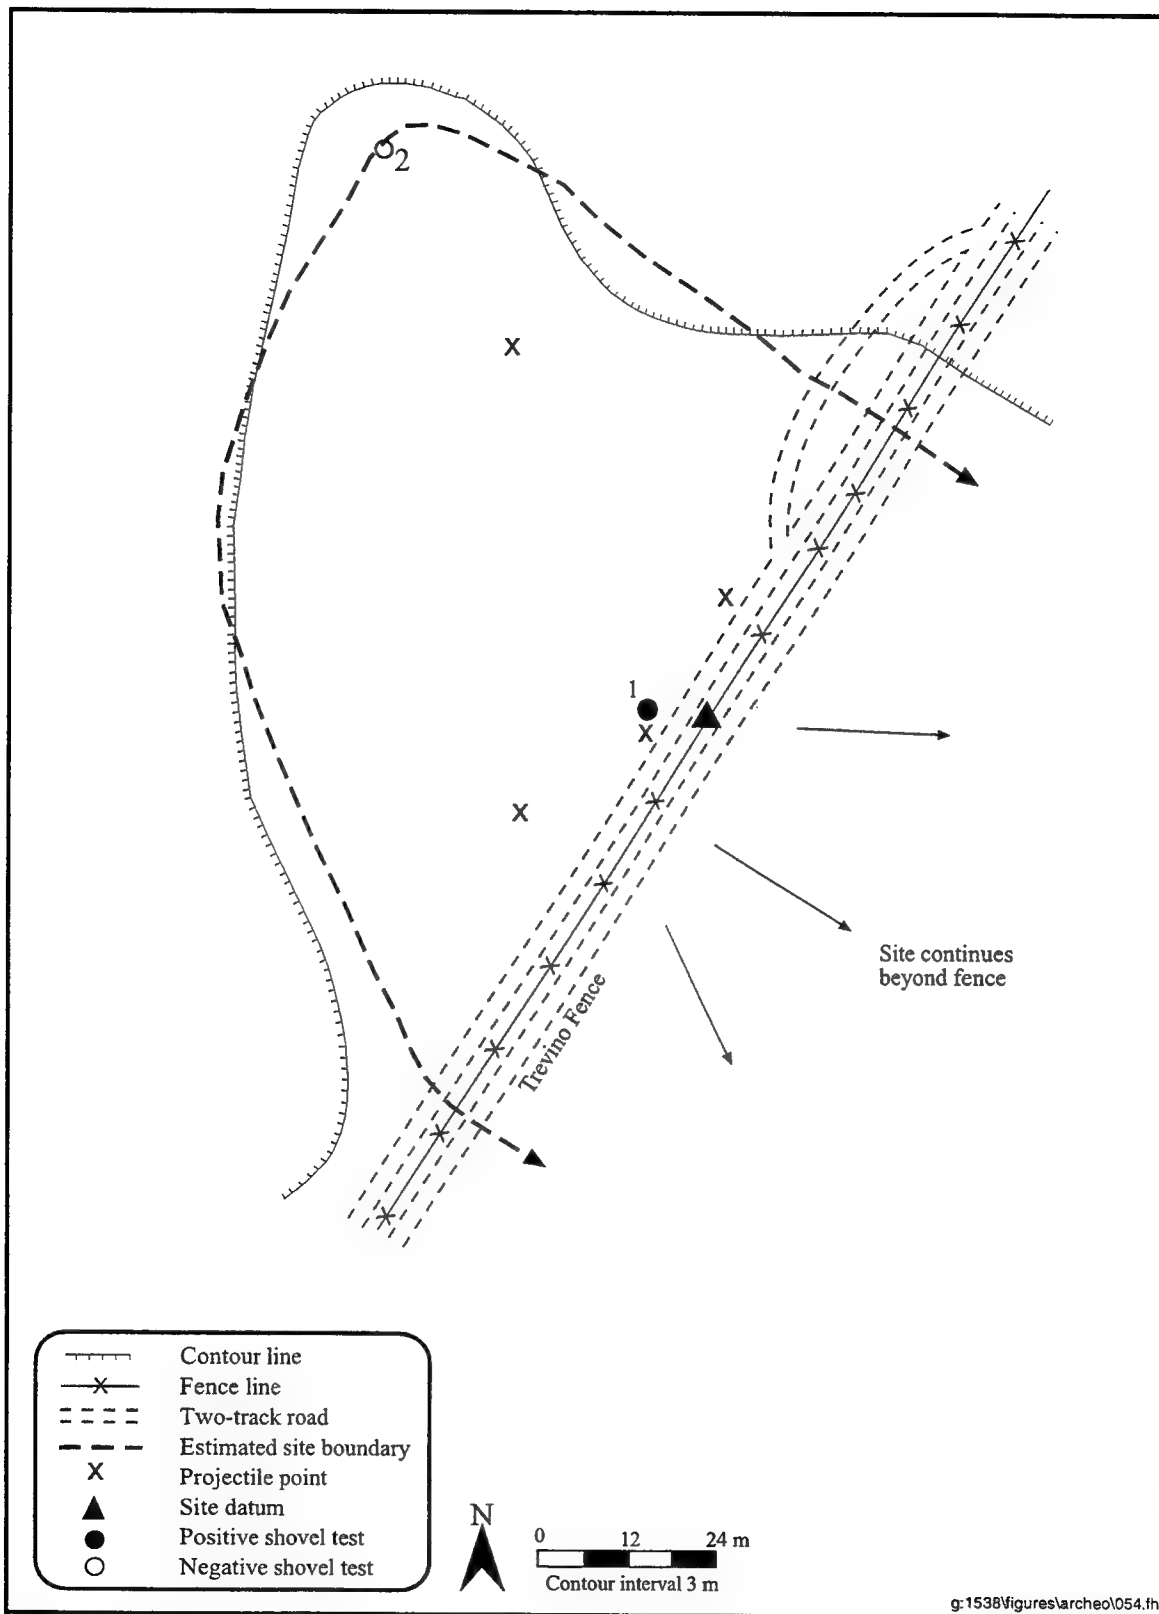 2
1
Trevino Fence
Site continues
beyond fence
Contour line
Fence line
Two-track road
Estimated site boundary
X Projectile point
Site datum
Positive shovel test
Negative shovel test
N
0 12 24 m
Contour interval 3 m
g:1538\figures\archeo\054.fh